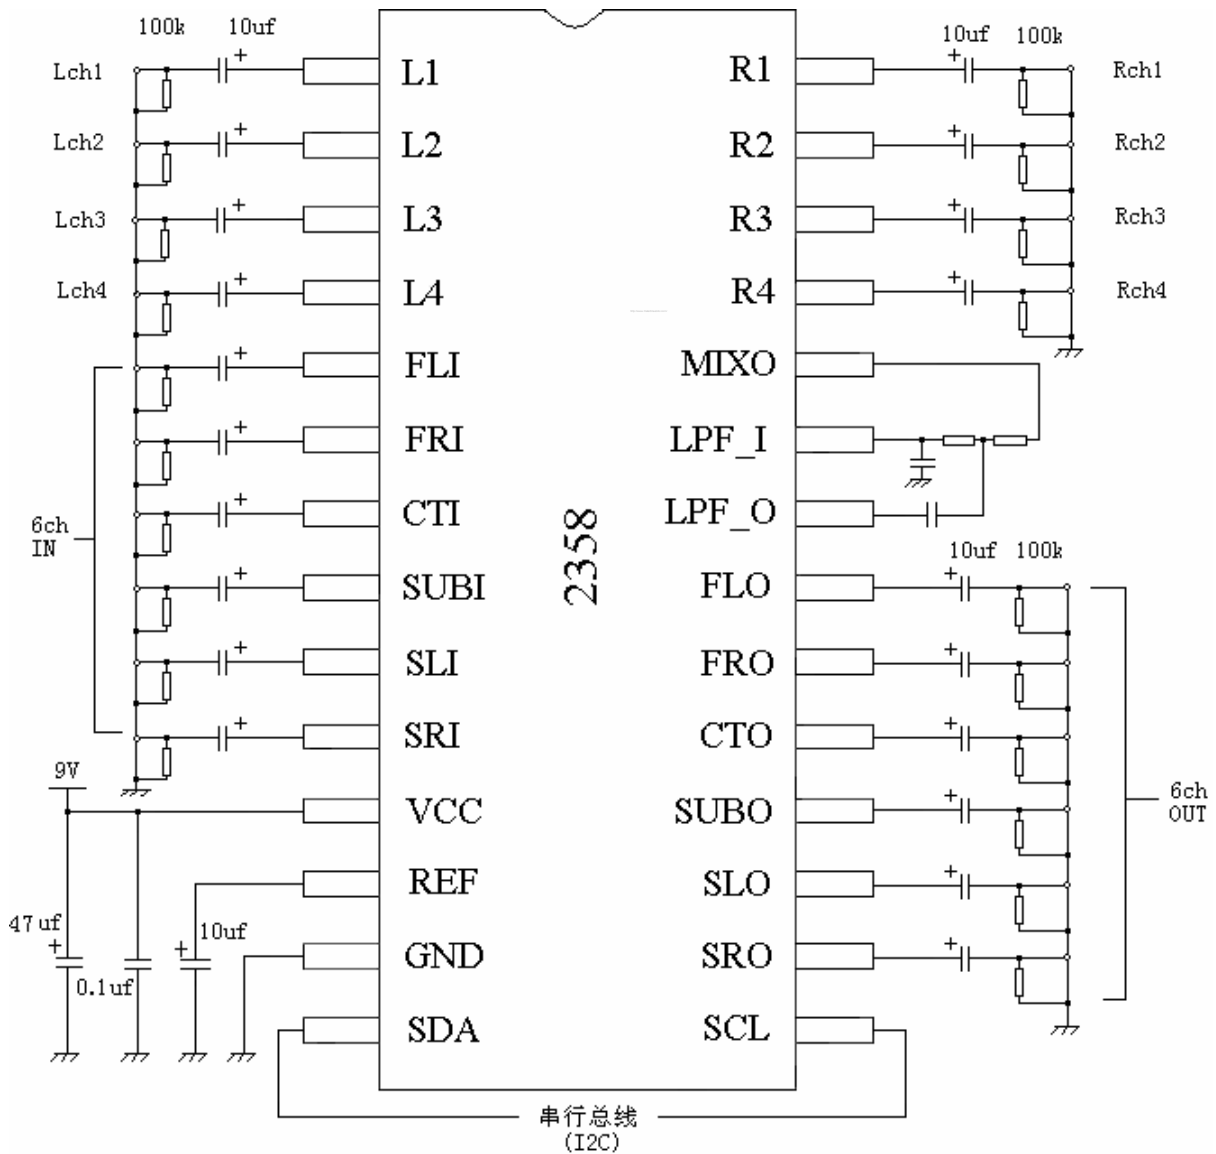 100k 10uf
10uf 100k
Lch1 + L1 R1 + Rch1
Lch2 + L2 R2 + Rch2
Lch3 + L3 R3 + Rch3
Lch4 + L4 R4 + Rch4
+ FLI MIXO
+ FRI LPF_I
+ CTI LPF_O
6ch
IN
2358
10uf 100k
+ SUBI FLO +
+ SLI FRO +
+ SRI CTO +
9V
VCC SUBO +
6ch
OUT
REF SLO +
47uf
+
10uf
+
GND SRO +
0.1uf
SDA SCL
串行总线
(I2C)